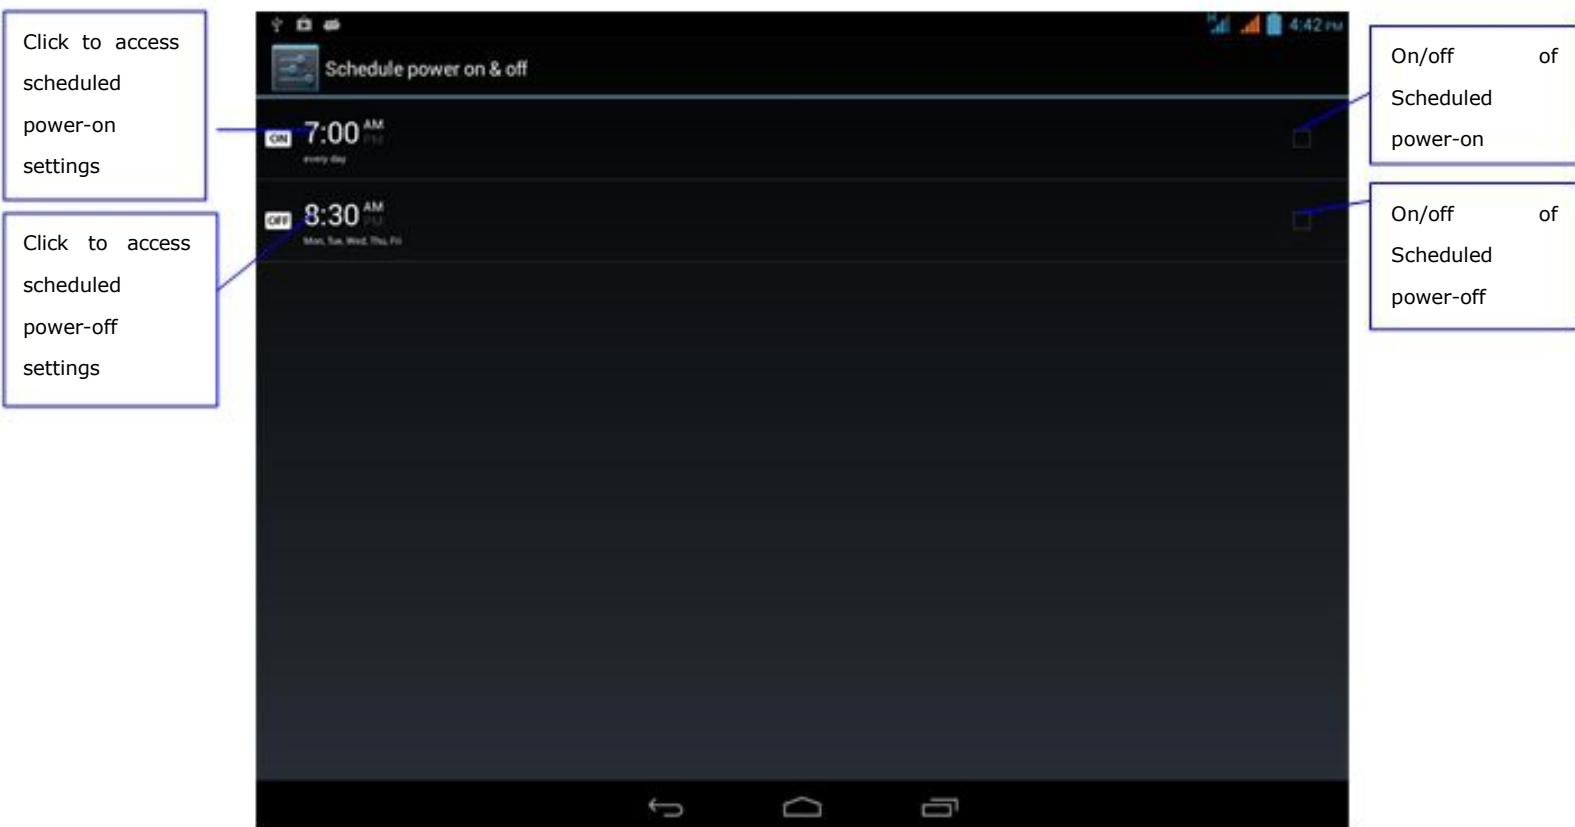 Click to access
scheduled
power-on
settings
Click to access
scheduled
power-off
settings
H
4:42 PM
Schedule power on & off
ON
7:00 AM
PM
every day
OFF
8:30 AM
PM
Mon, Tue, Wed, Thu, Fri
On/off of
Scheduled
power-on
On/off of
Scheduled
power-off